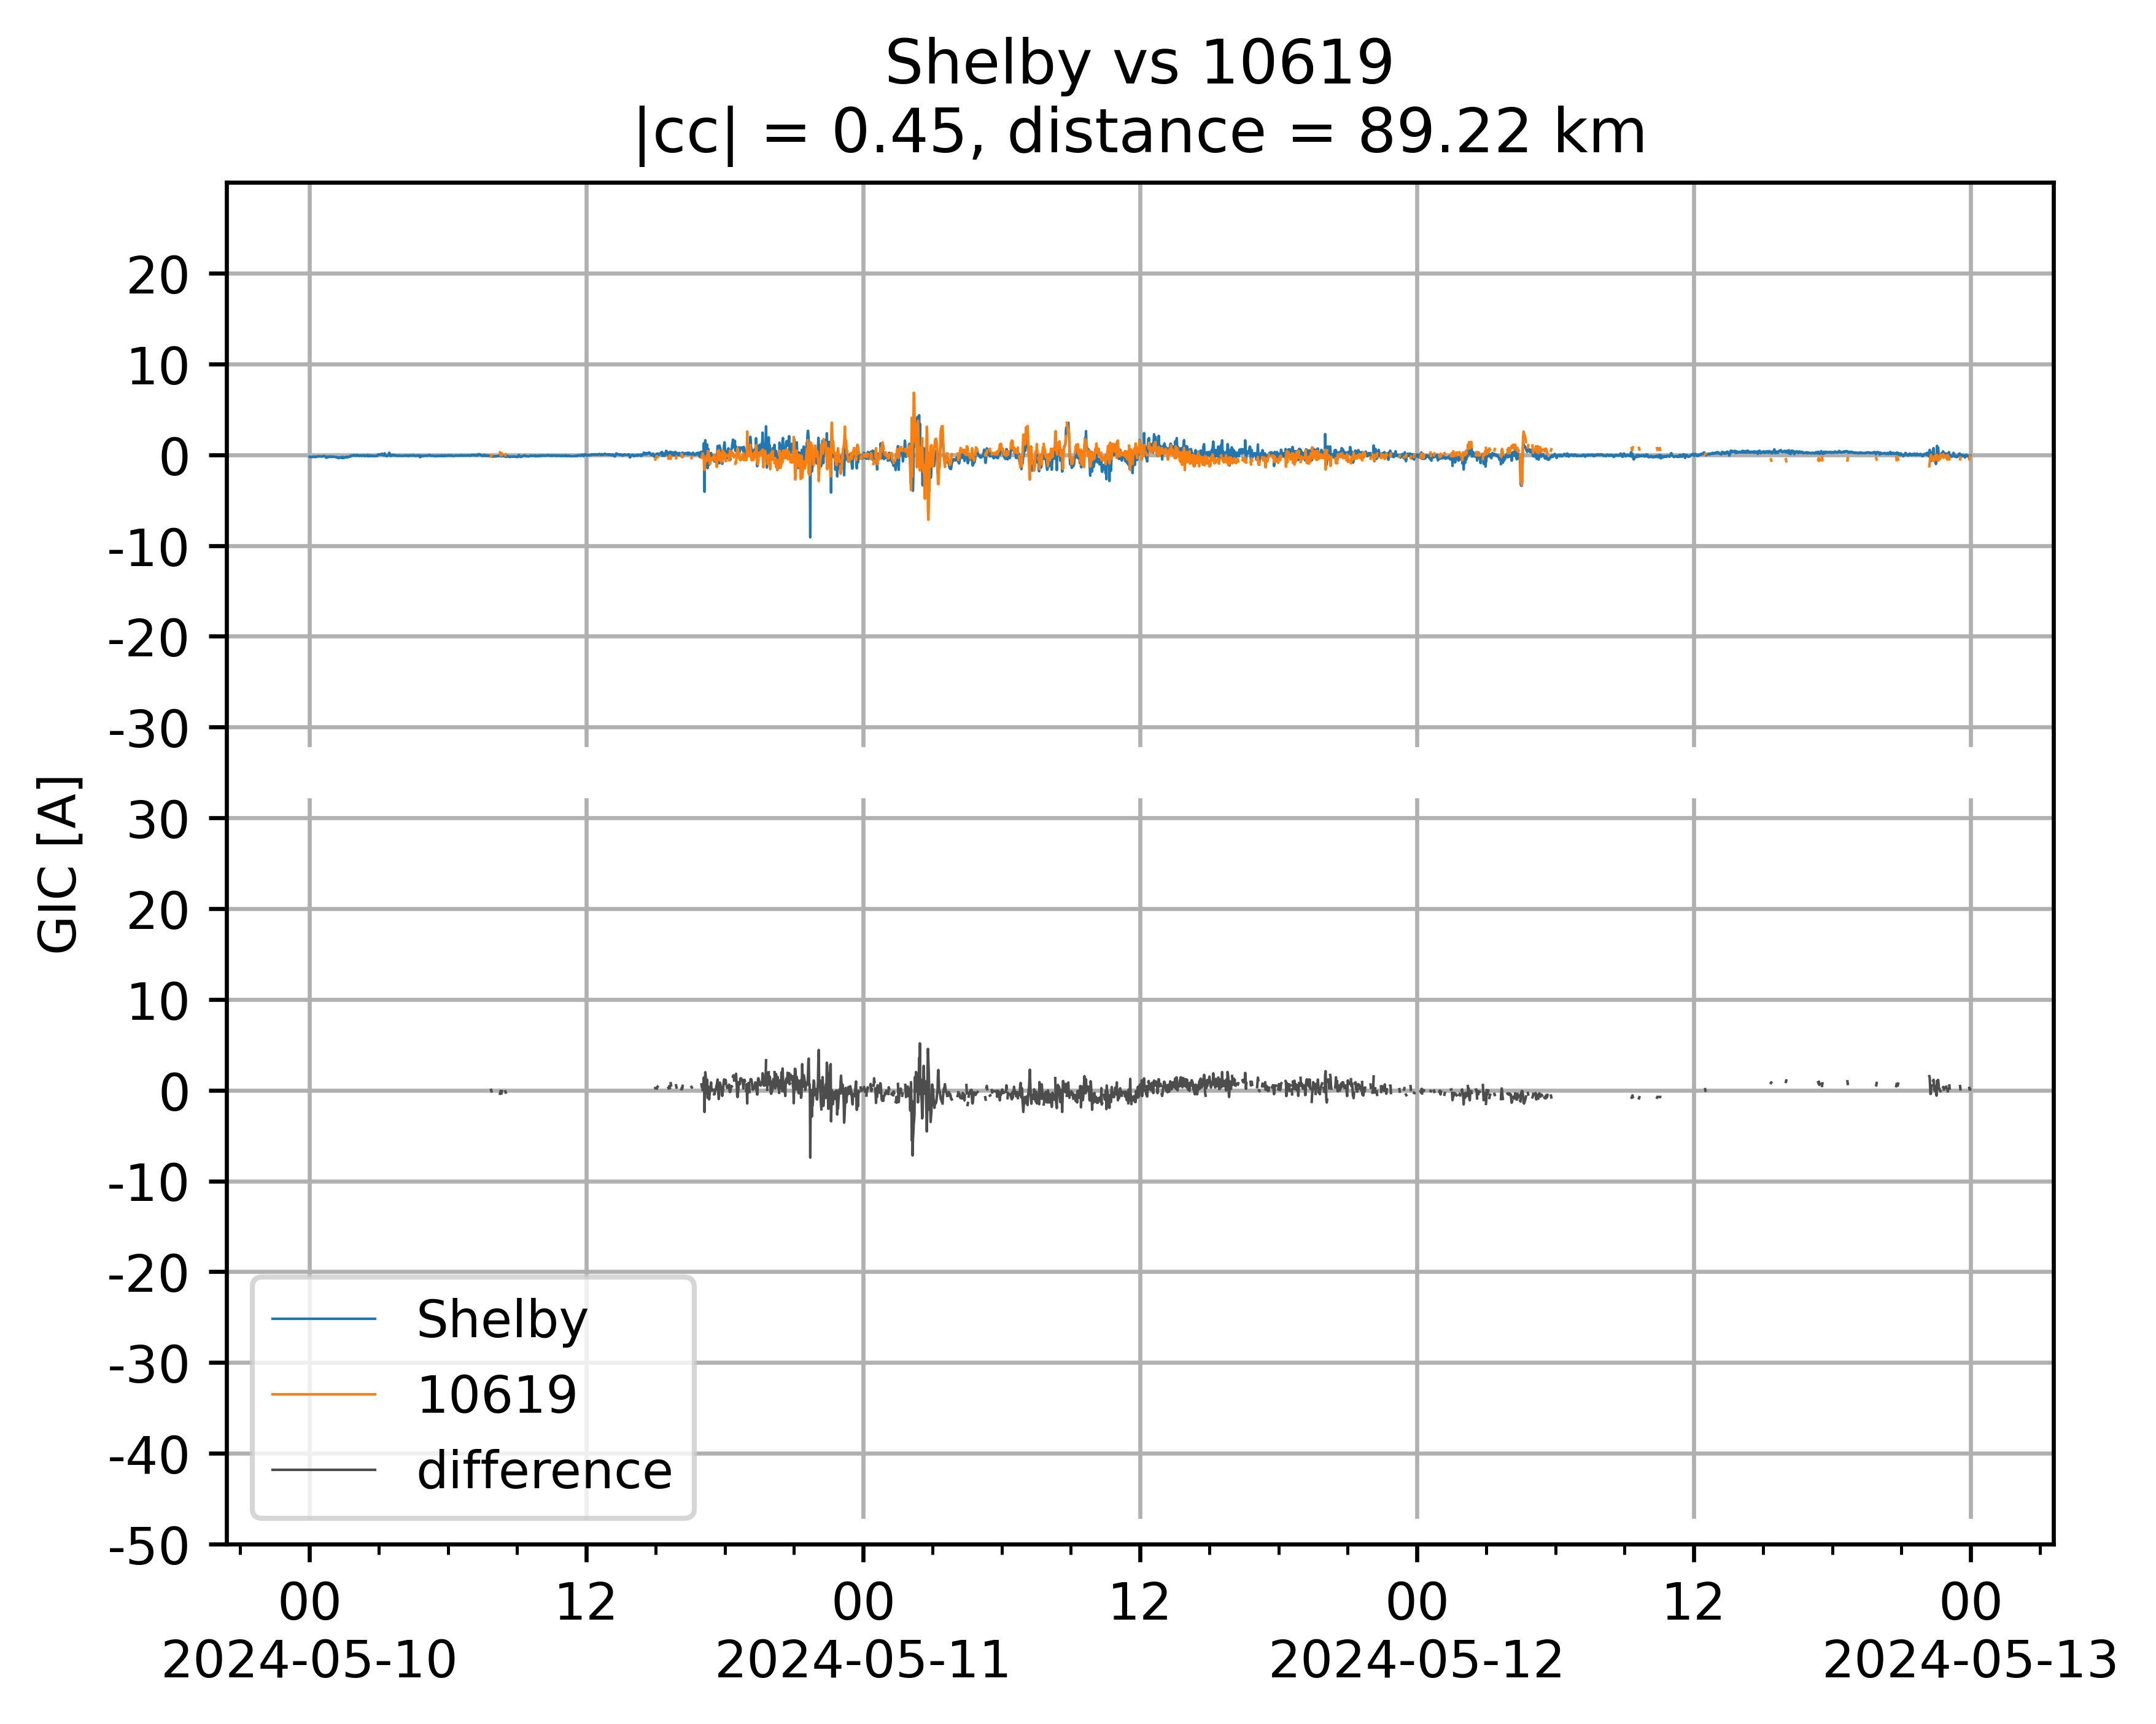 Shelby vs 10619
|cc| = 0.45, distance = 89.22 km
20
10
0
-10
-20
-30
30
20
10
0
-10
-20
-30
-40
-50
GIC [A]
Shelby
10619
difference
00 12 00 12 00 12 00
2024-05-10 2024-05-11 2024-05-12 2024-05-13